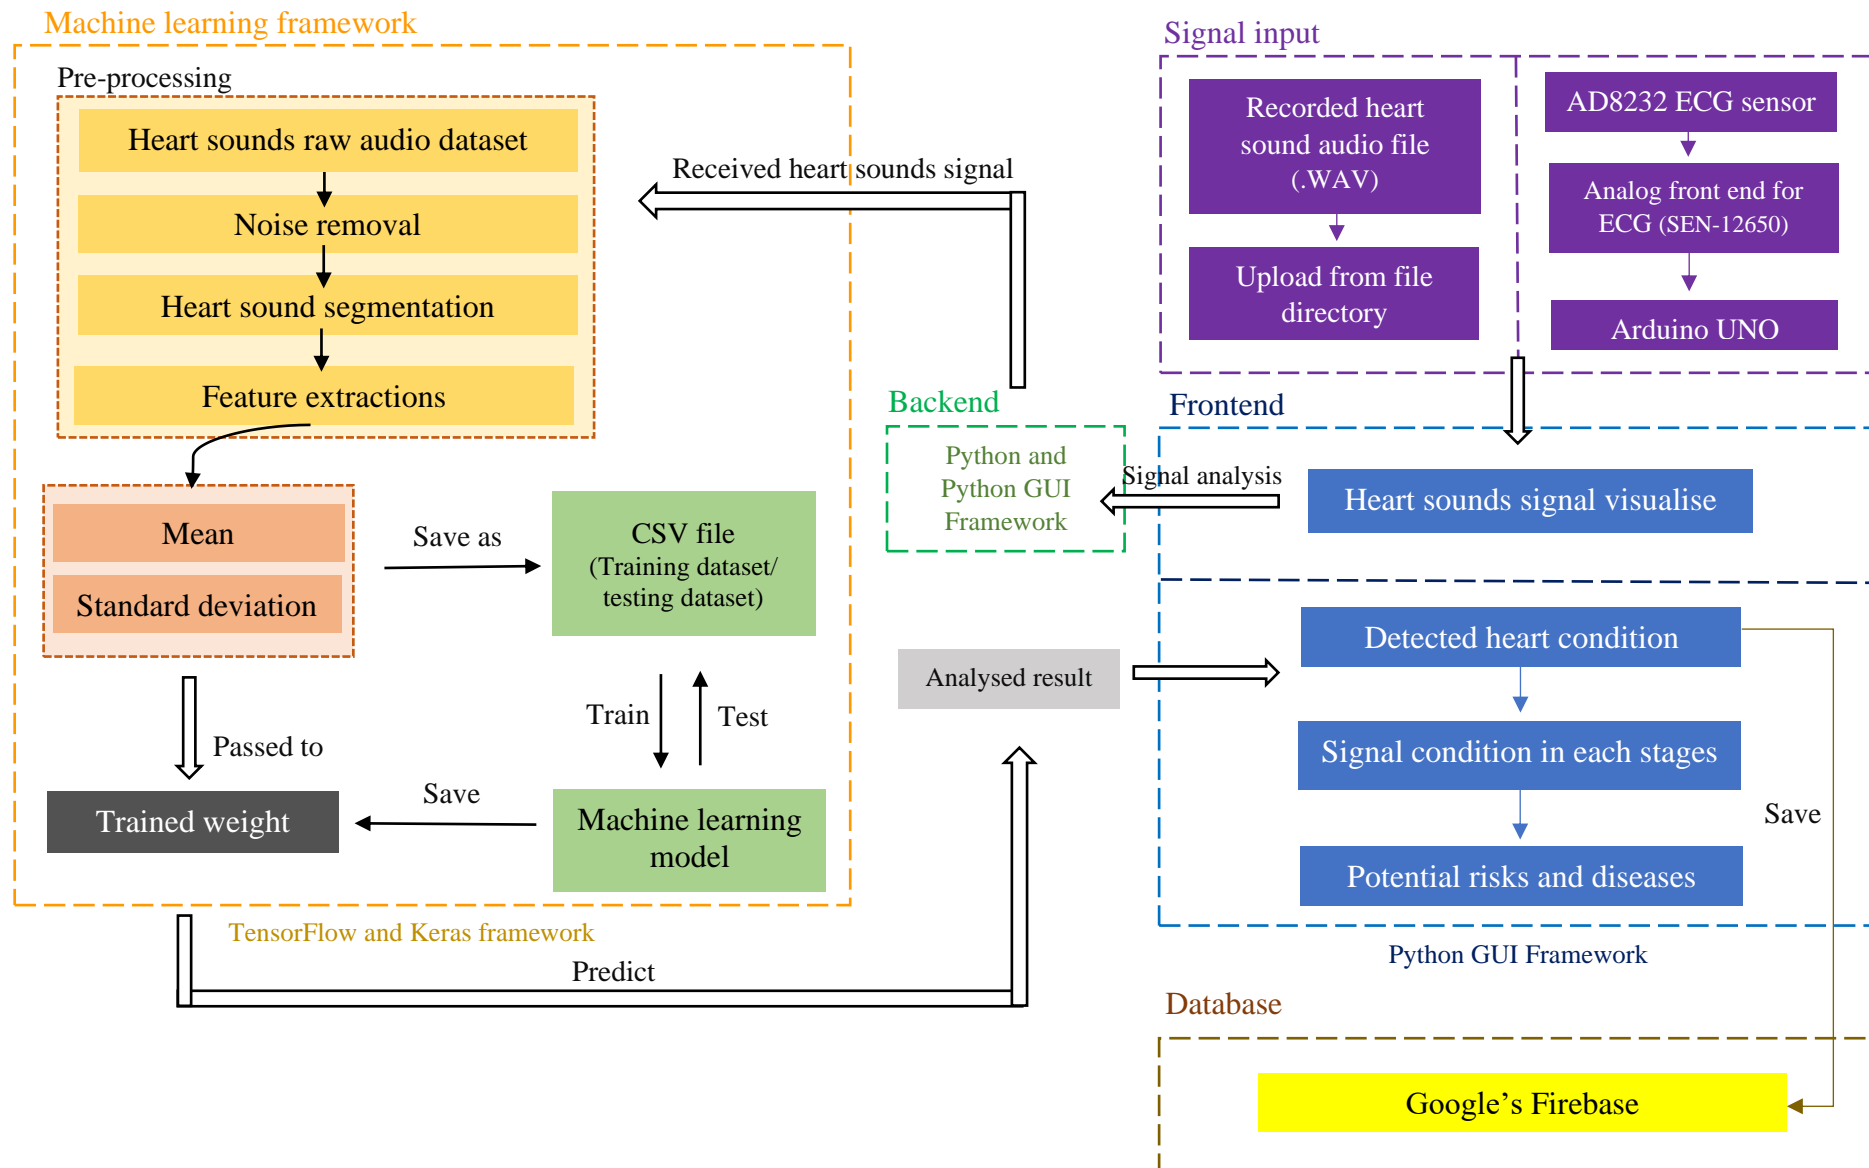 Machine learning framework
Pre-processing
Heart sounds raw audio dataset
Noise removal
Heart sound segmentation
Feature extractions
Mean
Standard deviation
Save as
CSV file
(Training dataset/
testing dataset)
Train
Test
Passed to
Trained weight
Save
Machine learning
model
TensorFlow and Keras framework
Predict
Received heart sounds signal
Backend
Python and
Python GUI
Framework
Signal analysis
Analysed result
Signal input
Recorded heart
sound audio file
(.WAV)
Upload from file
directory
AD8232 ECG sensor
Analog front end for
ECG (SEN-12650)
Arduino UNO
Frontend
Heart sounds signal visualise
Detected heart condition
Signal condition in each stages
Potential risks and diseases
Save
Python GUI Framework
Database
Google’s Firebase